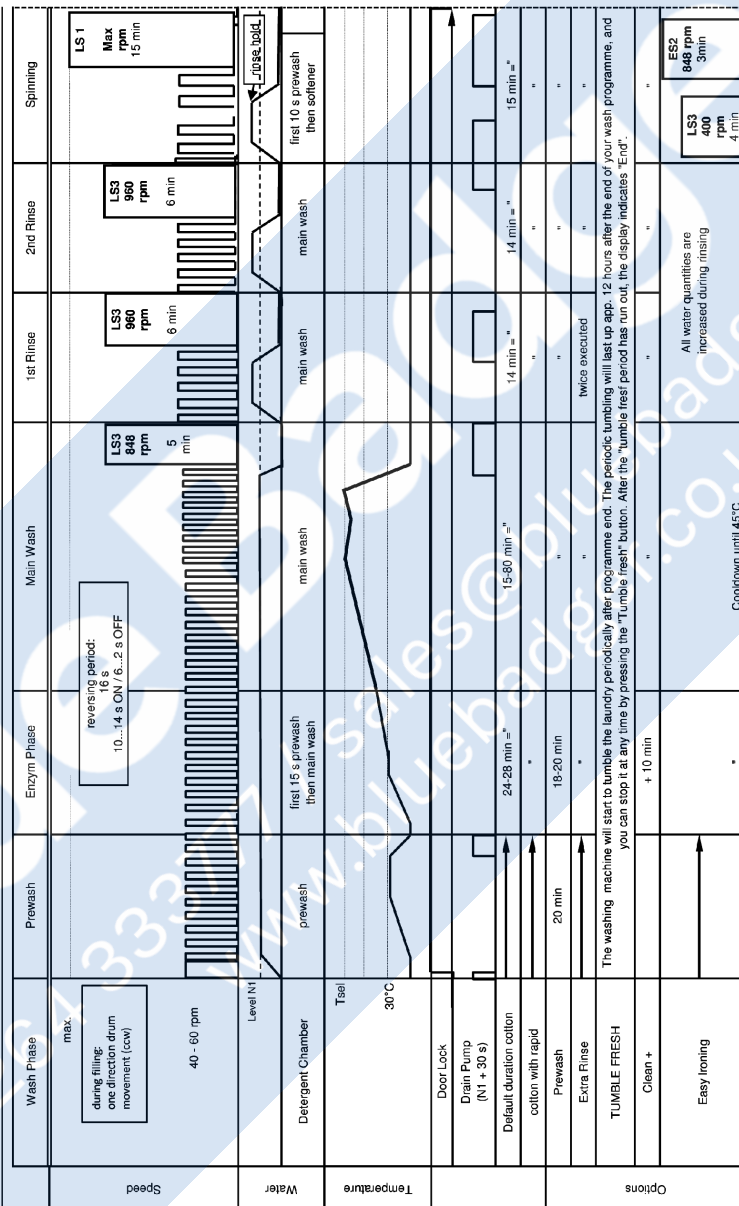 Wash Phase
Prewash
Enzym Phase
Main Wash
1st Rinse
2nd Rinse
Spinning
Speed
max.
during filling:
one direction drum
movement (ccw)
40 - 60 rpm
reversing period:
16 s
10...14 s ON / 6...2 s OFF
LS3
848
rpm
5
min
LS3
960
rpm
6 min
LS3
960
rpm
6 min
LS 1
Max
rpm
15 min
Water
Level N1
rinse hold
Detergent Chamber
prewash
first 15 s prewash
then main wash
main wash
main wash
main wash
first 10 s prewash
then softener
Temperature
Tsel
30°C
Door Lock
Drain Pump
(N1 + 30 s)
Default duration cotton
24-28 min ="
15-80 min ="
14 min ="
14 min ="
15 min ="
cotton with rapid
"
"
"
"
"
Options
Prewash
20 min
18-20 min
"
"
"
"
Extra Rinse
"
"
twice executed
"
"
TUMBLE FRESH
The washing machine will start to tumble the laundry periodically after programme end. The periodic tumbling will last up app. 12 hours after the end of your wash programme, and
you can stop it at any time by pressing the "Tumble fresh" button. After the "tumble fresf period has run out, the display indicates "End".
Clean +
+ 10 min
"
"
"
"
Easy Ironing
"
Cooldown until 45°C
All water quantities are
increased during rinsing
LS3
400
rpm
4 min
ES2
848 rpm
3min